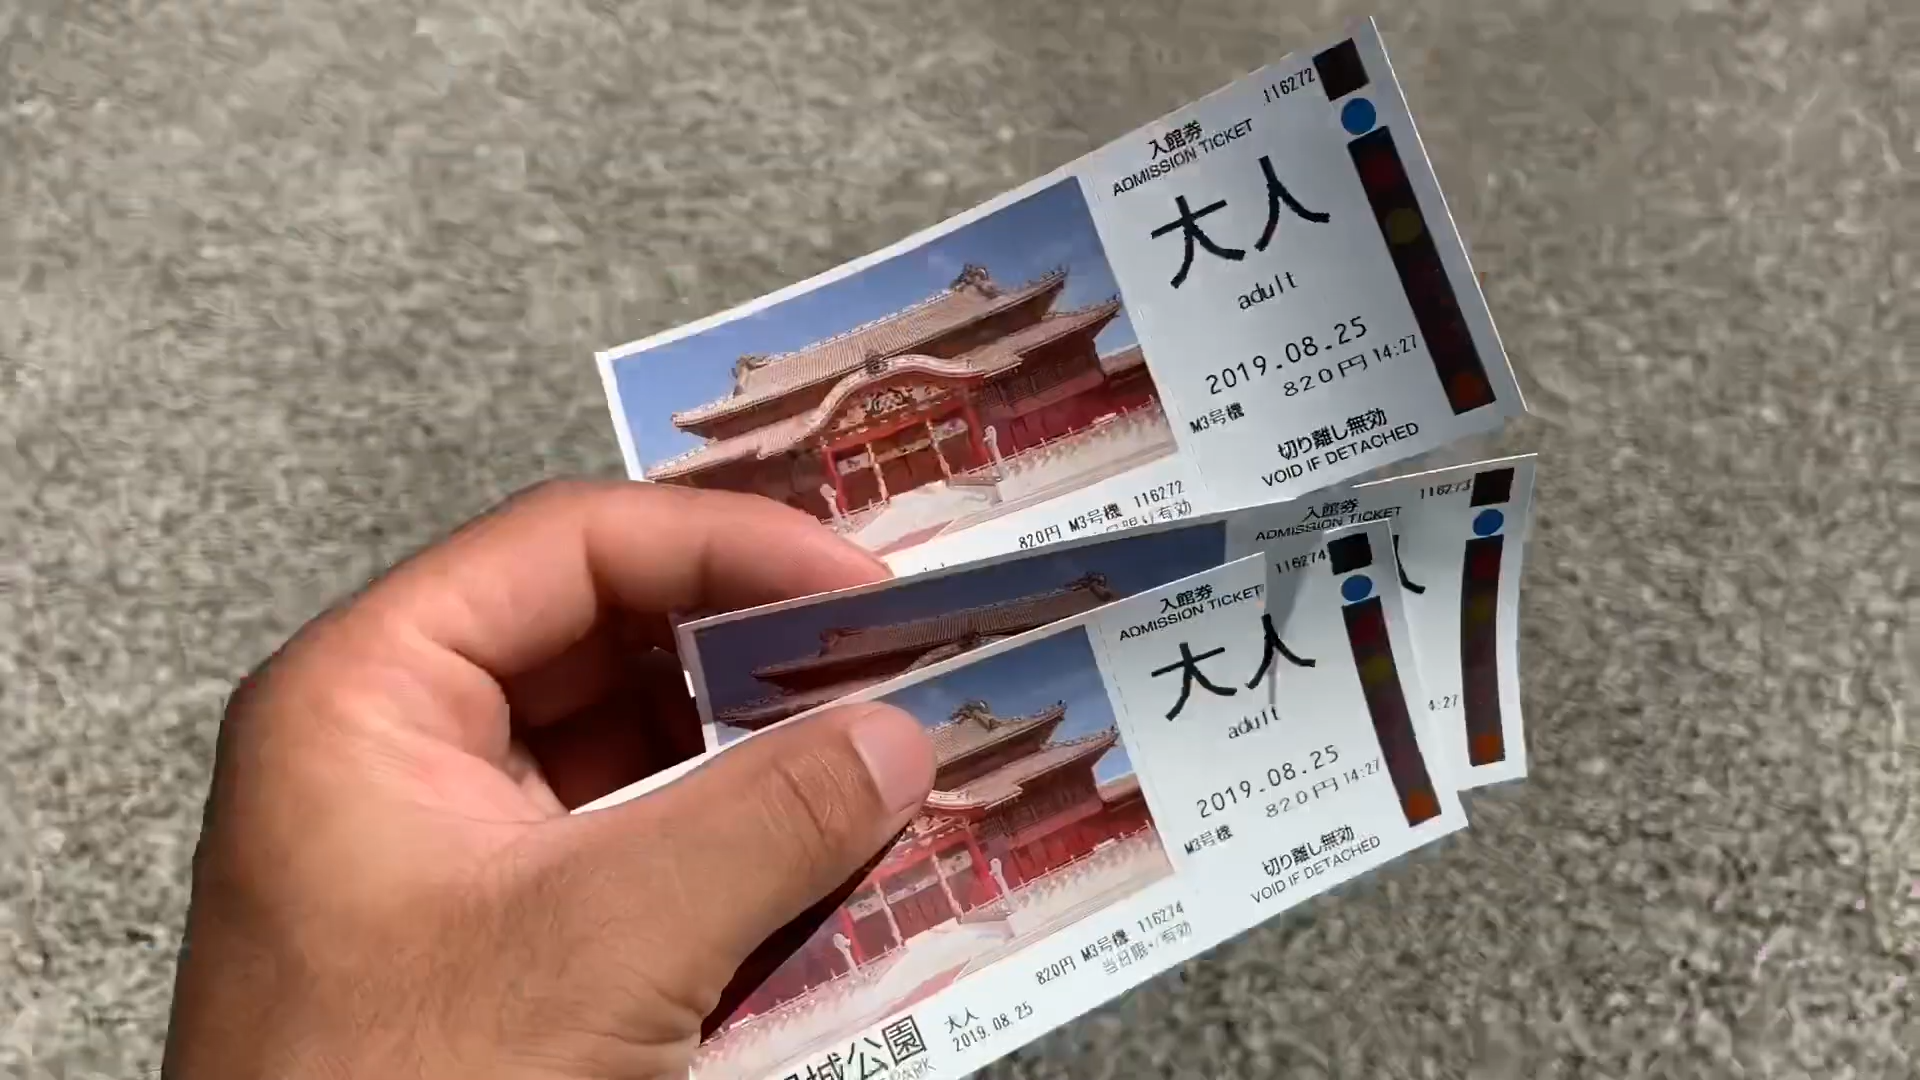 116272
入館券
ADMISSION TICKET
大人
adult
2019.08.25
820円 14:27
M3号機
切り離し無効
VOID IF DETACHED
820円 M3号機 116272
116273
入館券
ADMISSION TICKET
4:27
116274
入館券
ADMISSION TICKET
大人
adult
2019.08.25
820円 14:27
M3号機
切り離し無効
VOID IF DETACHED
820円 M3号機 116274
当日限り有効
大人
2019.08.25
城公園
PARK